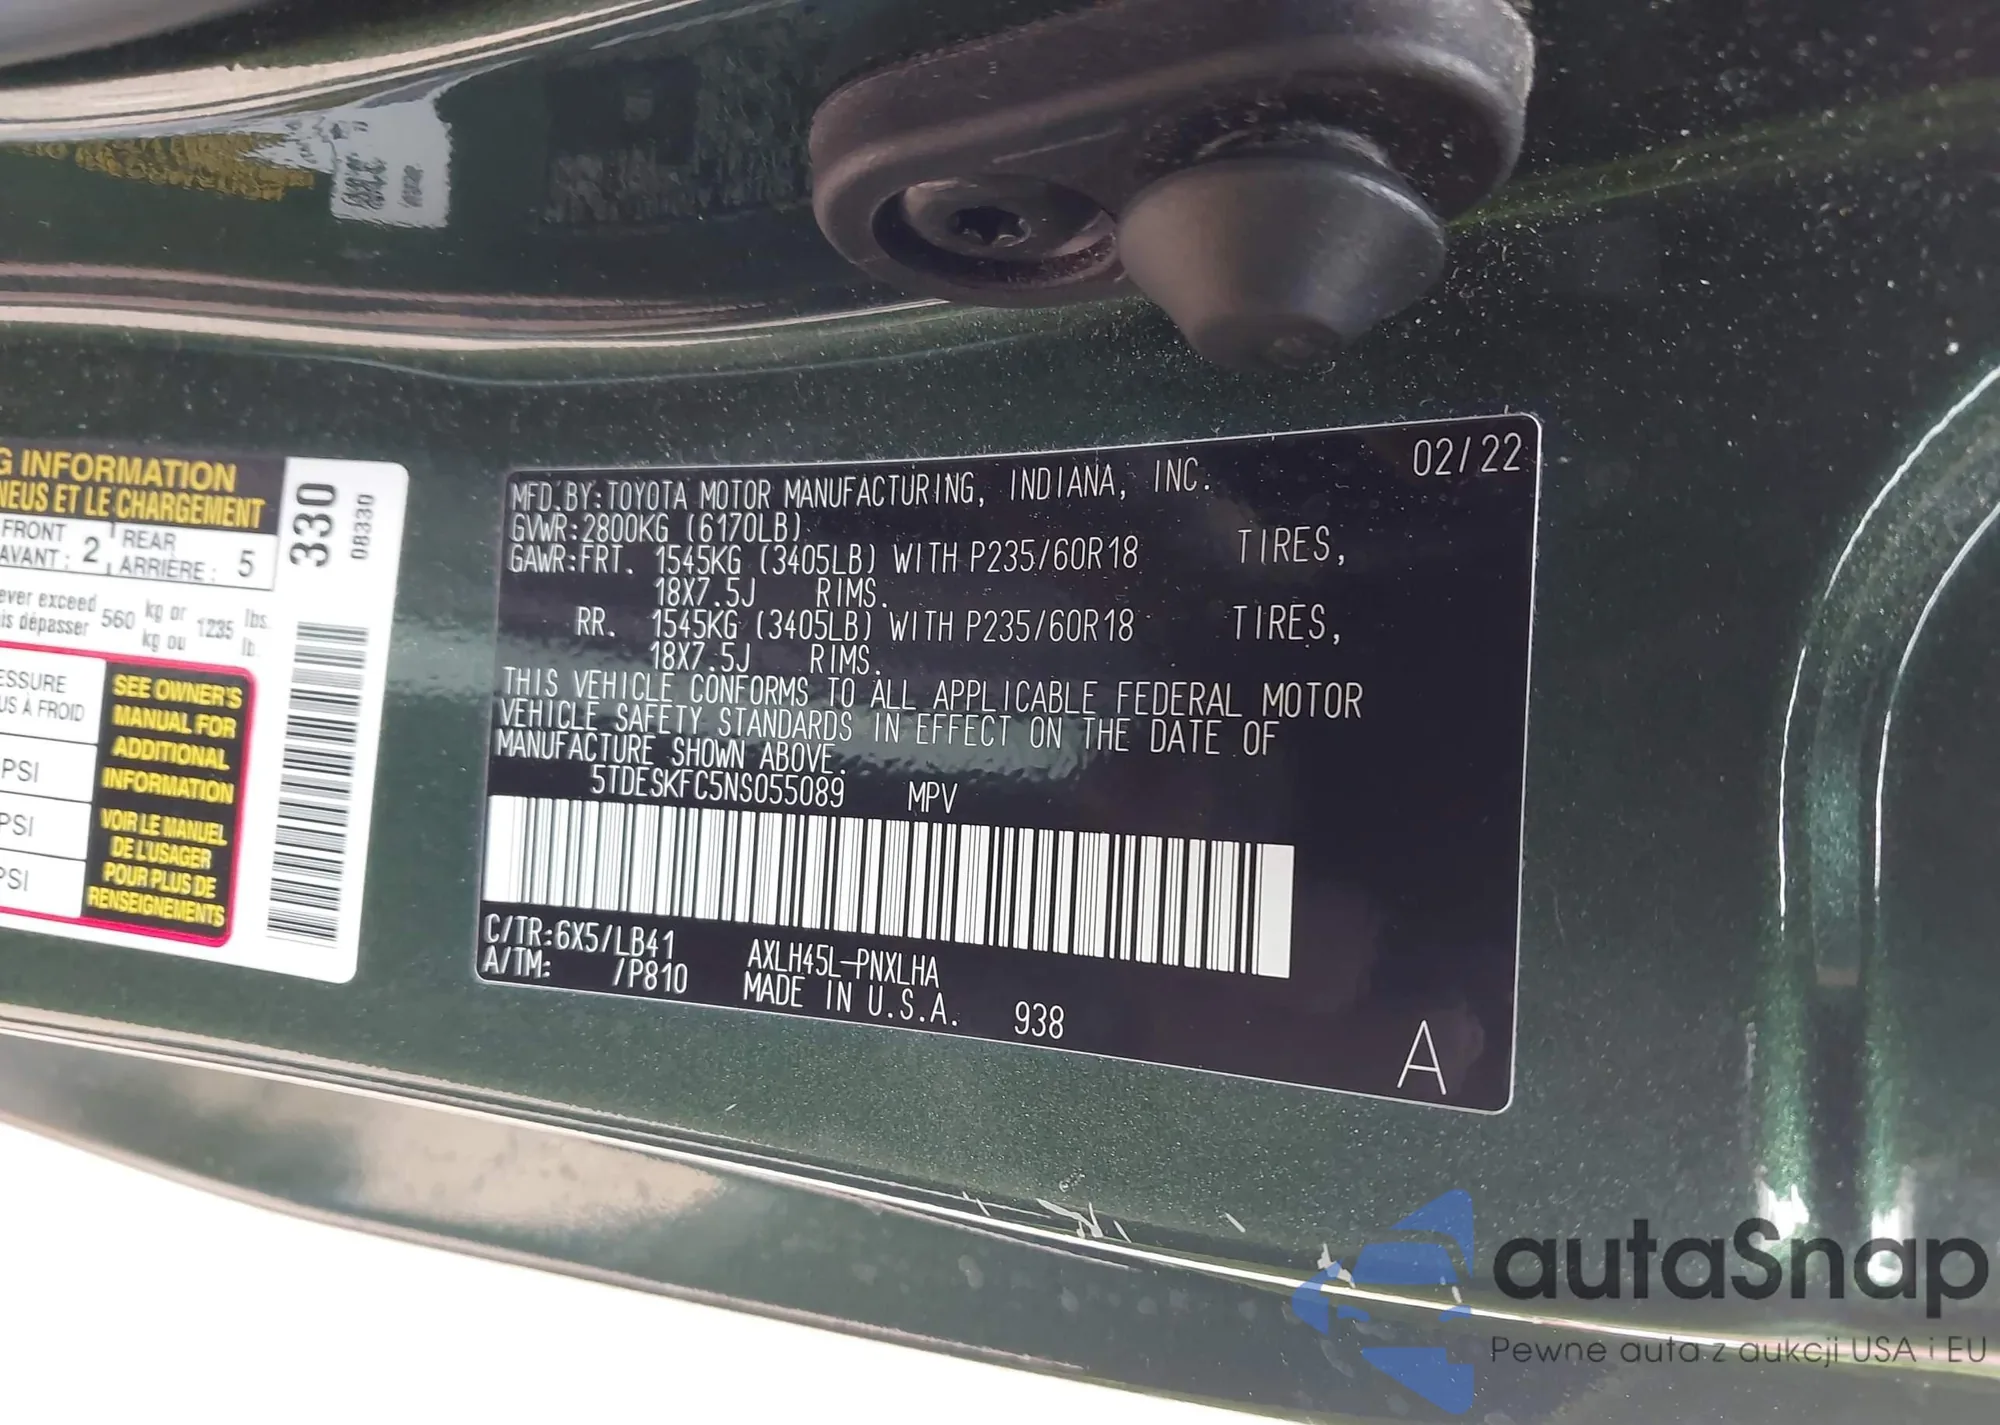 G INFORMATION
NEUS ET LE CHARGEMENT
FRONT
AVANT : 2
REAR
ARRIÈRE : 5
ever exceed
is dépasser
560
kg or
kg ou
1235
lbs.
lb.
ESSURE
US À FROID
PSI
PSI
PSI
SEE OWNER'S
MANUAL FOR
ADDITIONAL
INFORMATION
VOIR LE MANUEL
DE L'USAGER
POUR PLUS DE
RENSEIGNEMENTS
330
08330
02/22
MFD.BY:TOYOTA MOTOR MANUFACTURING, INDIANA, INC.
GVWR:2800KG (6170LB)
GAWR:FRT. 1545KG (3405LB) WITH P235/60R18 TIRES,
18X7.5J RIMS.
RR. 1545KG (3405LB) WITH P235/60R18 TIRES,
18X7.5J RIMS.
THIS VEHICLE CONFORMS TO ALL APPLICABLE FEDERAL MOTOR
VEHICLE SAFETY STANDARDS IN EFFECT ON THE DATE OF
MANUFACTURE SHOWN ABOVE.
5TDESKFC5NS055089 MPV
C/TR:6X5/LB41 AXLH45L-PNXLHA
A/TM: /P810 MADE IN U.S.A. 938
A
autaSnap
Pewne auta z aukcji USA i EU